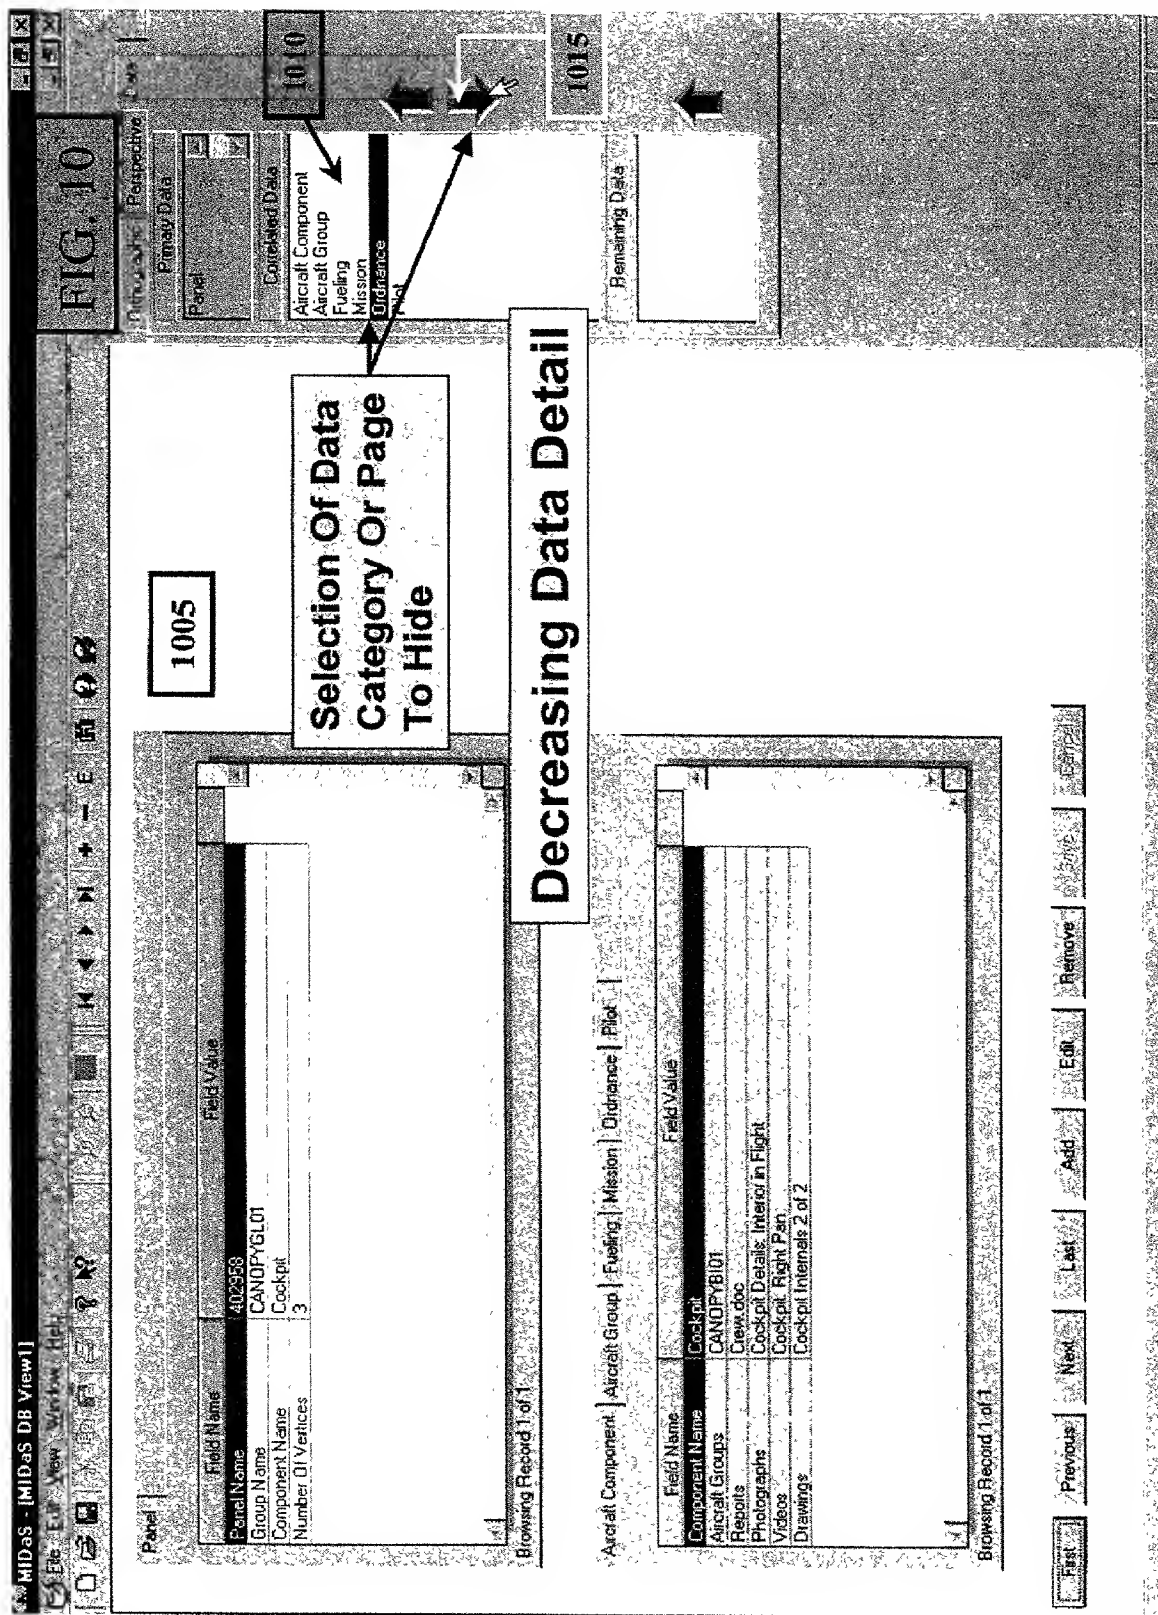 MIDaS - [MIDaS DB View1]
File Edit View Window Help
E
FIG. 10
Panel
Field Name Field Value
Panel Name 402958
Group Name CANOPYGL01
Component Name Cockpit
Number Of Vertices 3
Browsing Record 1 of 1
1005
Selection Of Data
Category Or Page
To Hide
Decreasing Data Detail
Aircraft Component Aircraft Group Fueling Mission Ordnance Pilot
Field Name Field Value
Component Name Cockpit
Aircraft Groups CANOPYBI01
Reports Crew.doc
Photographs Cockpit Details: Interior in Flight
Videos Cockpit: Right Pan
Drawings Cockpit Internals 2 of 2
Browsing Record 1 of 1
First Previous Next Last Add Edit Remove Save Cancel
Orthographic Perspective
Primary Data
Panel
Correlated Data
Aircraft Component
Aircraft Group
Fueling
Mission
Ordnance
Pilot
1010
1015
Remaining Data